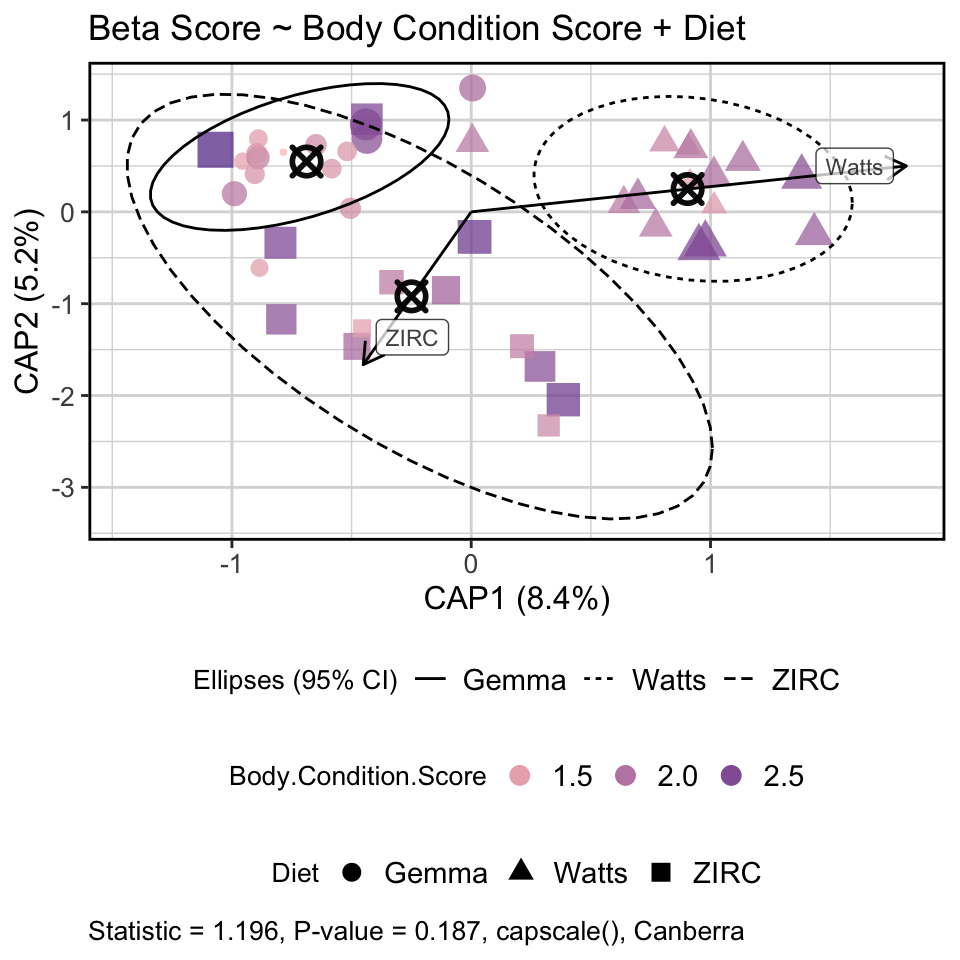 Beta Score ~ Body Condition Score + Diet
CAP2 (5.2%)
1
0
-1
-2
-3
Watts
ZIRC
-1 0 1
CAP1 (8.4%)
Ellipses (95% CI) Gemma Watts ZIRC
Body.Condition.Score 1.5 2.0 2.5
Diet Gemma Watts ZIRC
Statistic = 1.196, P-value = 0.187, capscale(), Canberra